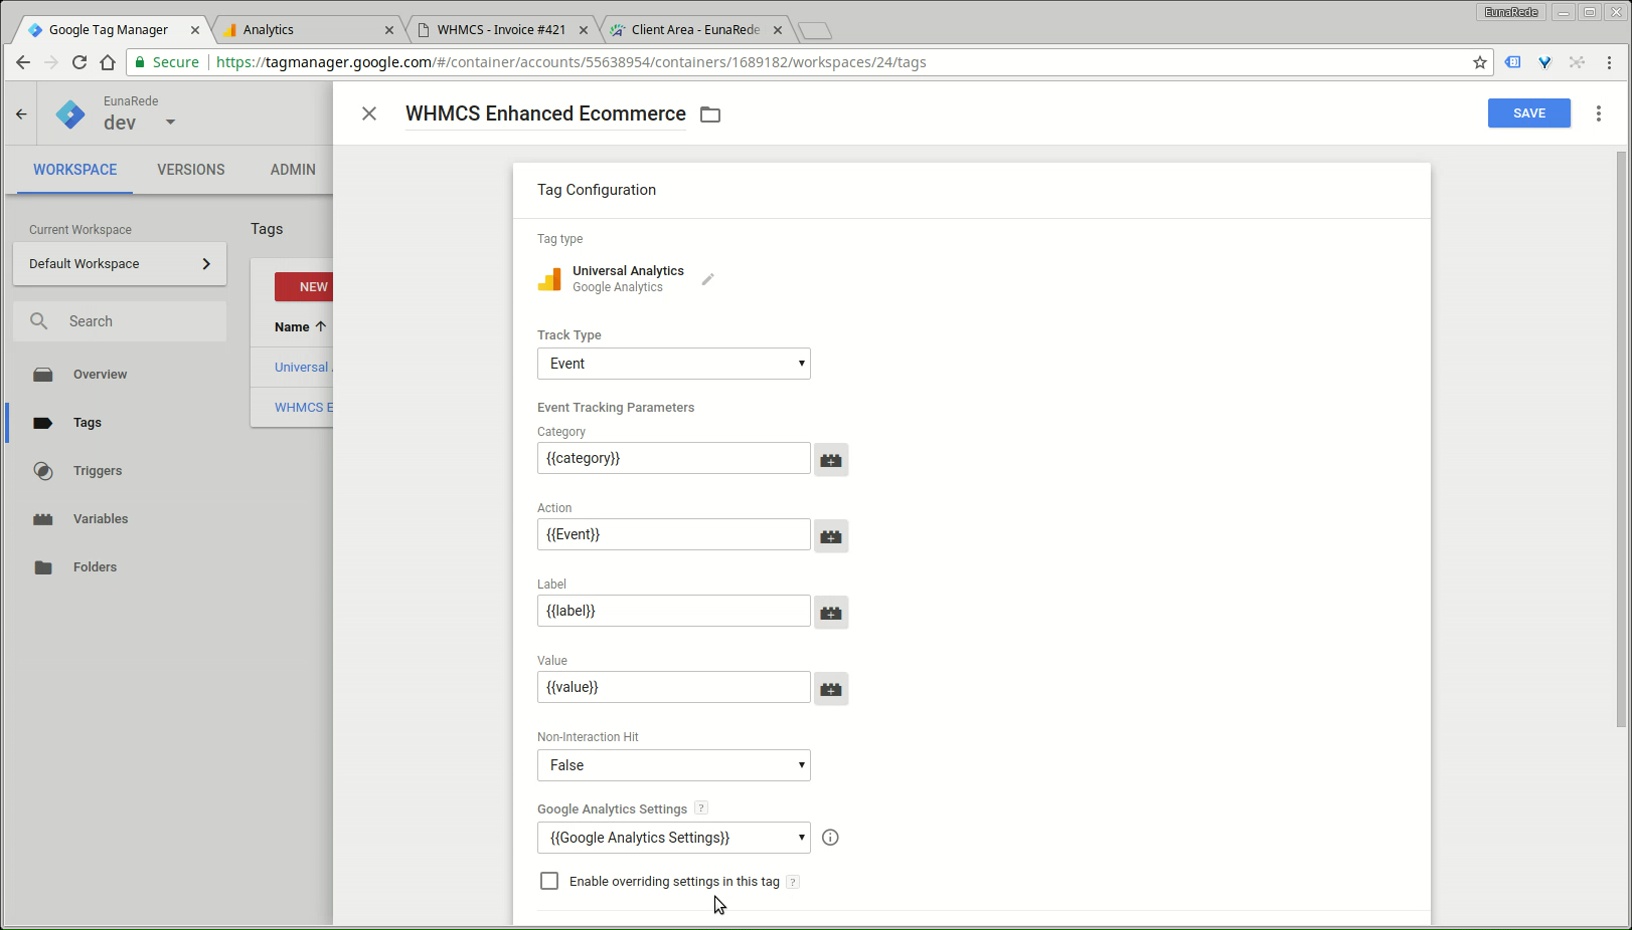 EunaRede
Google Tag Manager
Analytics
WHMCS - Invoice #421
Client Area - EunaRede
Secure
https://tagmanager.google.com/#/container/accounts/55638954/containers/1689182/workspaces/24/tags
EunaRede
dev
WHMCS Enhanced Ecommerce
SAVE
WORKSPACE
VERSIONS
ADMIN
Tag Configuration
Current Workspace
Default Workspace
Search
Overview
Tags
Triggers
Variables
Folders
Tags
NEW
Name
Universal
WHMCS E
Tag type
Universal Analytics
Google Analytics
Track Type
Event
Event Tracking Parameters
Category
{{category}}
Action
{{Event}}
Label
{{label}}
Value
{{value}}
Non-Interaction Hit
False
Google Analytics Settings ?
{{Google Analytics Settings}}
Enable overriding settings in this tag ?